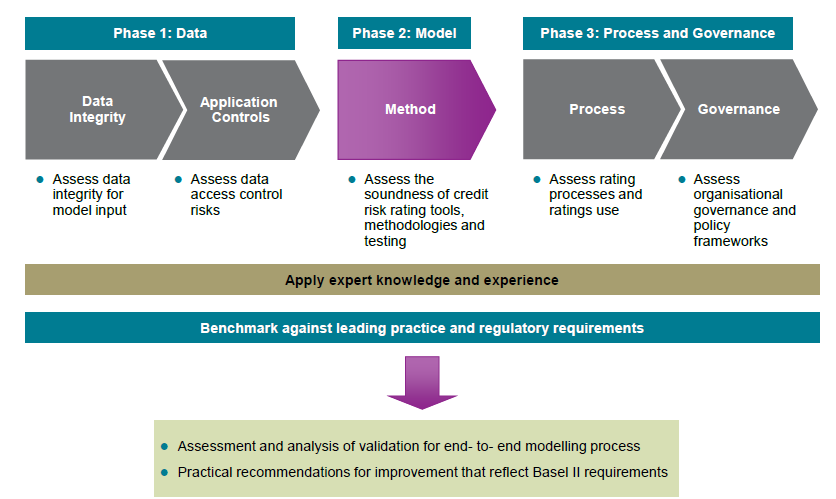 Phase 1: Data
Phase 2: Model
Phase 3: Process and Governance
Data
Integrity
Application
Controls
Method
Process
Governance
• Assess data
integrity for
model input
• Assess data
access control
risks
• Assess the
soundness of credit
risk rating tools,
methodologies and
testing
• Assess rating
processes and
ratings use
• Assess
organisational
governance and
policy
frameworks
Apply expert knowledge and experience
Benchmark against leading practice and regulatory requirements
• Assessment and analysis of validation for end- to- end modelling process
• Practical recommendations for improvement that reflect Basel II requirements